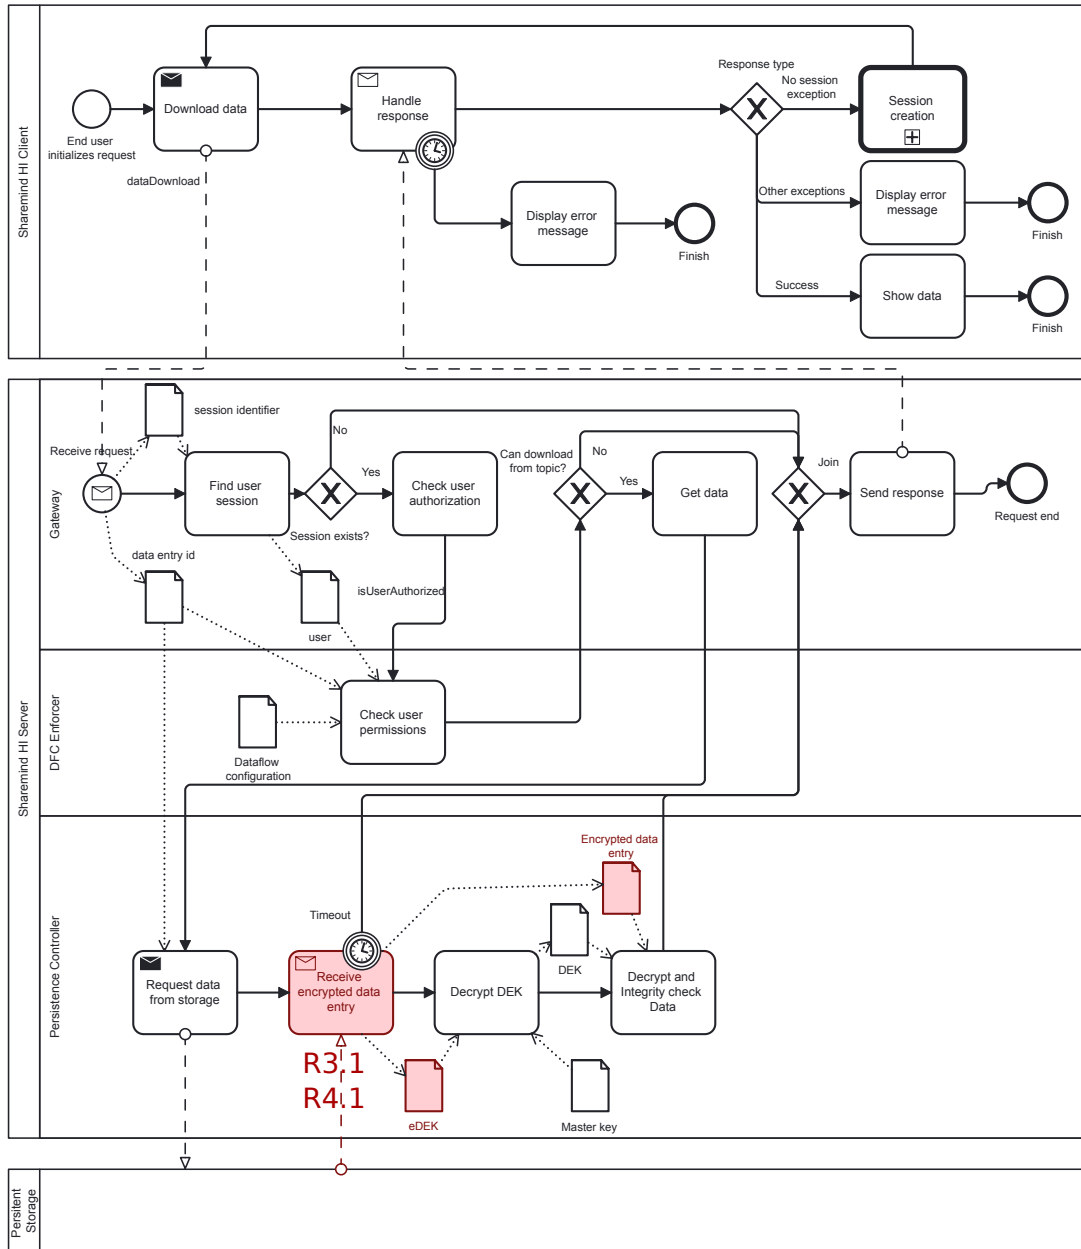 Sharemind HI Client
End user
initializes request
Download data
dataDownload
Handle
response
Display error
message
Finish
Response type
No session
exception
Session
creation
Other exceptions
Display error
message
Finish
Success
Show data
Finish
Sharemind HI Server
Gateway
session identifier
Receive request
Find user
session
No
Yes
Session exists?
Check user
authorization
Can download
from topic?
No
Yes
Get data
Join
Send response
Request end
data entry id
user
isUserAuthorized
DFC Enforcer
Dataflow
configuration
Check user
permissions
Persistence Controller
Encrypted data
entry
Timeout
Request data
from storage
Receive
encrypted data
entry
Decrypt DEK
DEK
Decrypt and
Integrity check
Data
R3.1
R4.1
eDEK
Master key
Persitent
Storage